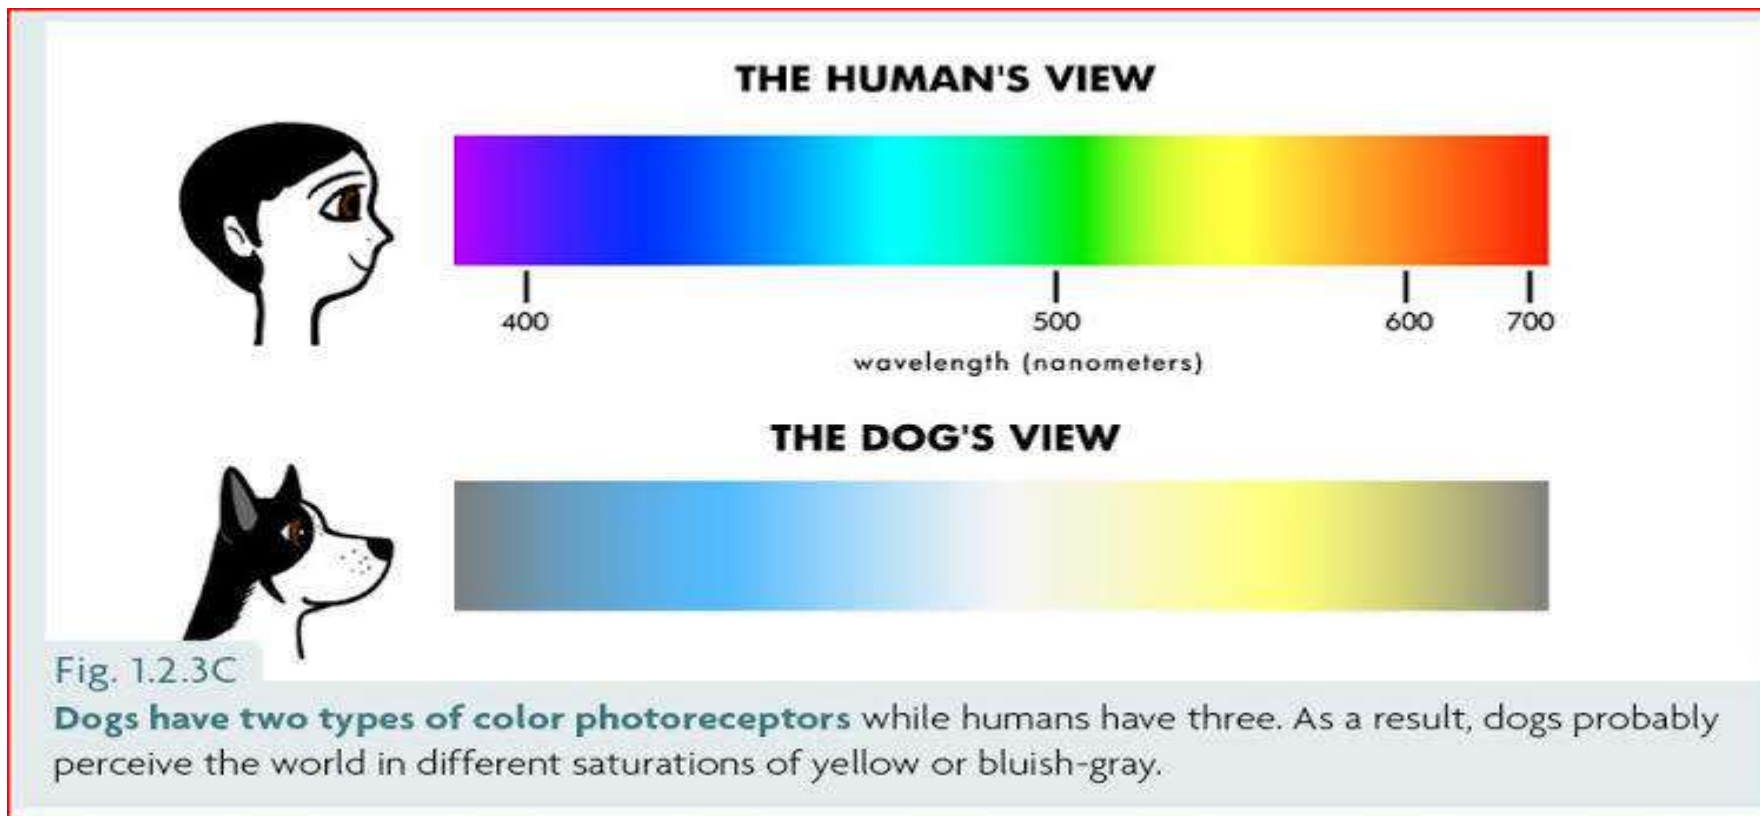 THE HUMAN'S VIEW
400 500 600 700
wavelength (nanometers)
THE DOG'S VIEW
Fig. 1.2.3C
Dogs have two types of color photoreceptors while humans have three. As a result, dogs probably
perceive the world in different saturations of yellow or bluish-gray.